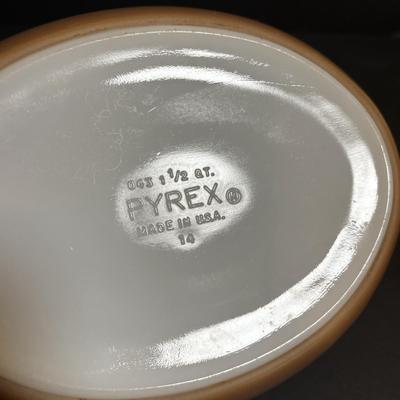 043 1 1/2 QT.
PYREX®
MADE IN U.S.A.
14